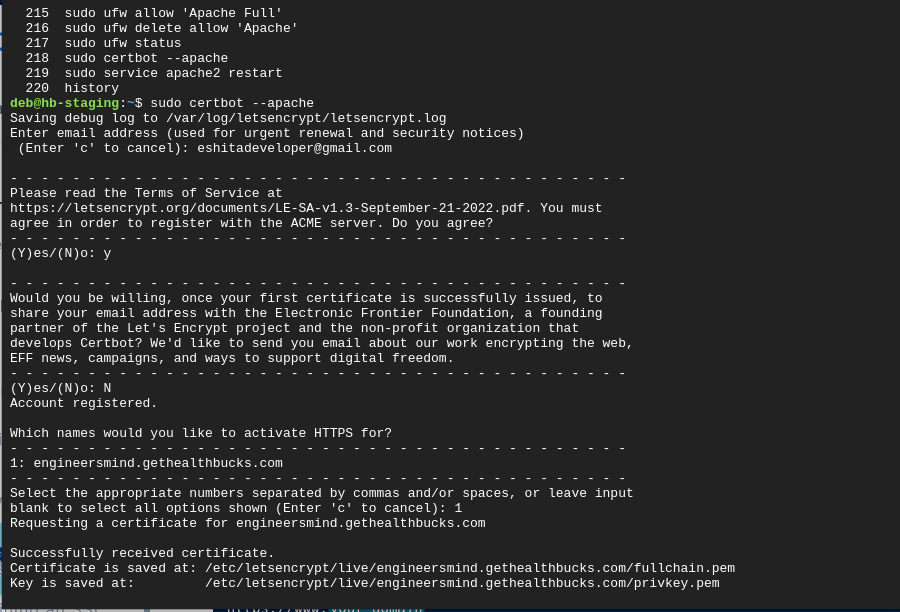 215  sudo ufw allow 'Apache Full'
216  sudo ufw delete allow 'Apache'
217  sudo ufw status
218  sudo certbot --apache
219  sudo service apache2 restart
220  history
deb@hb-staging:~$ sudo certbot --apache
Saving debug log to /var/log/letsencrypt/letsencrypt.log
Enter email address (used for urgent renewal and security notices)
 (Enter 'c' to cancel): eshitadeveloper@gmail.com
- - - - - - - - - - - - - - - - - - - - - - - - - - - - - - - - - - - - - - - -
Please read the Terms of Service at
https://letsencrypt.org/documents/LE-SA-v1.3-September-21-2022.pdf. You must
agree in order to register with the ACME server. Do you agree?
- - - - - - - - - - - - - - - - - - - - - - - - - - - - - - - - - - - - - - - -
(Y)es/(N)o: y
- - - - - - - - - - - - - - - - - - - - - - - - - - - - - - - - - - - - - - - -
Would you be willing, once your first certificate is successfully issued, to
share your email address with the Electronic Frontier Foundation, a founding
partner of the Let's Encrypt project and the non-profit organization that
develops Certbot? We'd like to send you email about our work encrypting the web,
EFF news, campaigns, and ways to support digital freedom.
- - - - - - - - - - - - - - - - - - - - - - - - - - - - - - - - - - - - - - - -
(Y)es/(N)o: N
Account registered.
Which names would you like to activate HTTPS for?
- - - - - - - - - - - - - - - - - - - - - - - - - - - - - - - - - - - - - - - -
1: engineersmind.gethealthbucks.com
- - - - - - - - - - - - - - - - - - - - - - - - - - - - - - - - - - - - - - - -
Select the appropriate numbers separated by commas and/or spaces, or leave input
blank to select all options shown (Enter 'c' to cancel): 1
Requesting a certificate for engineersmind.gethealthbucks.com
Successfully received certificate.
Certificate is saved at: /etc/letsencrypt/live/engineersmind.gethealthbucks.com/fullchain.pem
Key is saved at:         /etc/letsencrypt/live/engineersmind.gethealthbucks.com/privkey.pem